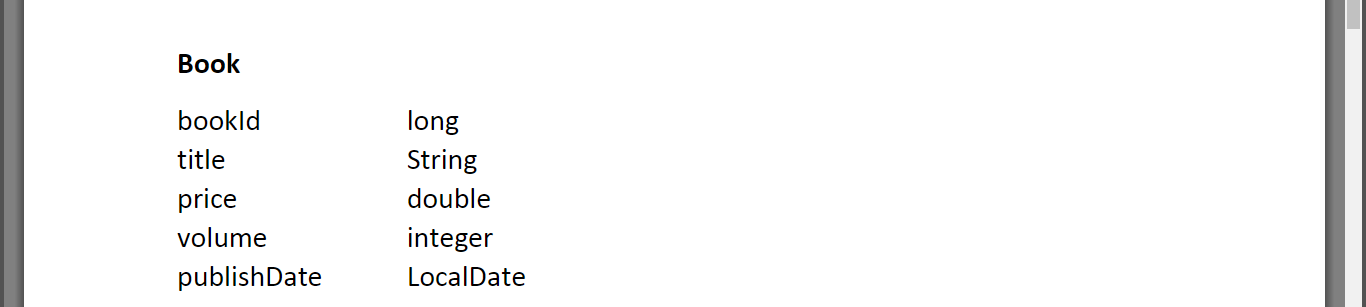 Book
bookId long
title String
price double
volume integer
publishDate LocalDate